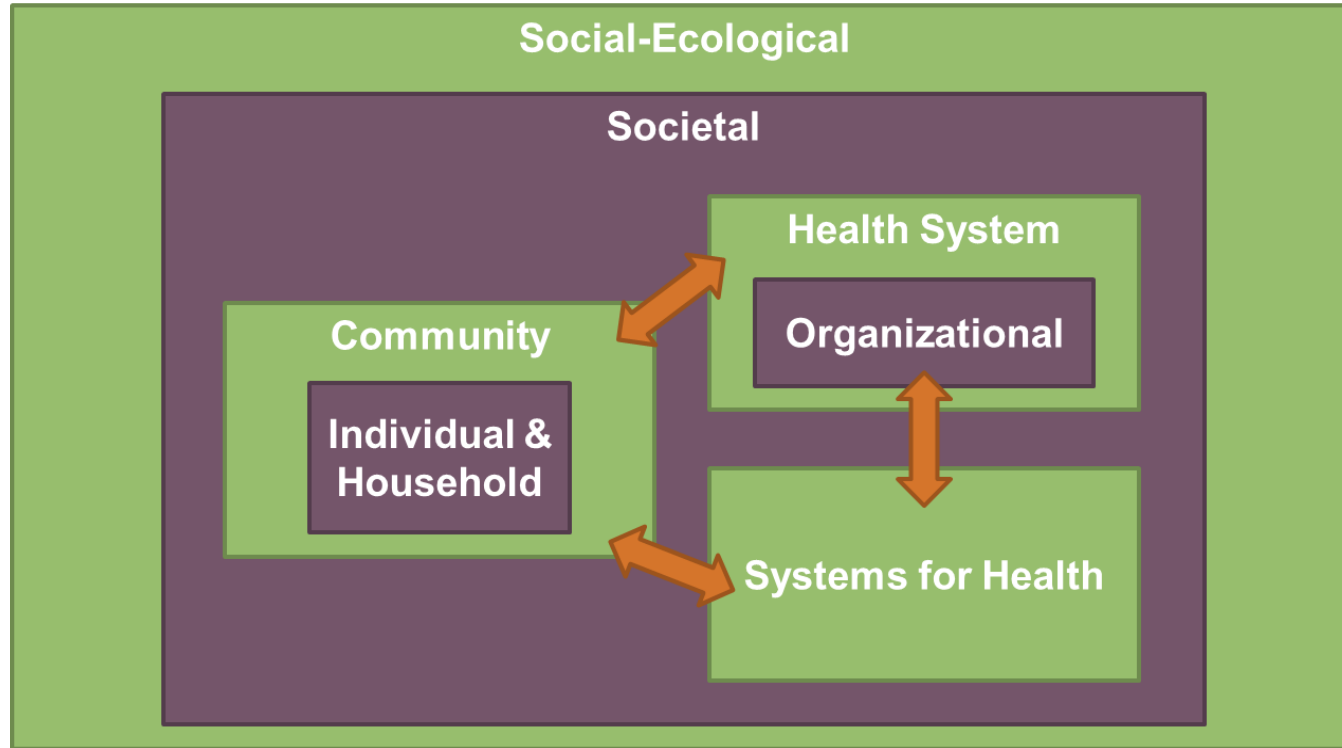 Social-Ecological
Societal
Health System
Organizational
Community
Individual &
Household
Systems for Health